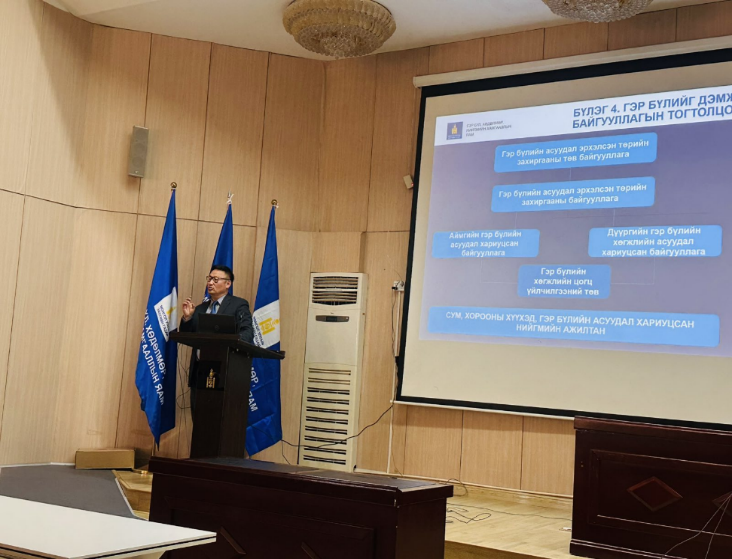 БҮЛЭГ 4. ГЭР БҮЛИЙГ ДЭМЖ
БАЙГУУЛЛАГЫН ТОГТОЛЦО
Гэр бүлийн асуудал эрхэлсэн төрийн
захиргааны төв байгууллага
Гэр бүлийн асуудал эрхэлсэн төрийн
захиргааны байгууллага
Аймгийн гэр бүлийн
асуудал хариуцсан
байгууллага
Дүүргийн гэр бүлийн
хөгжлийн асуудал
хариуцсан байгууллага
Гэр бүлийн
хөгжлийн цогц
үйлчилгээний төв
СУМ, ХОРООНЫ ХҮҮХЭД, ГЭР БҮЛИЙН АСУУДАЛ ХАРИУЦСАН
НИЙГМИЙН АЖИЛТАН